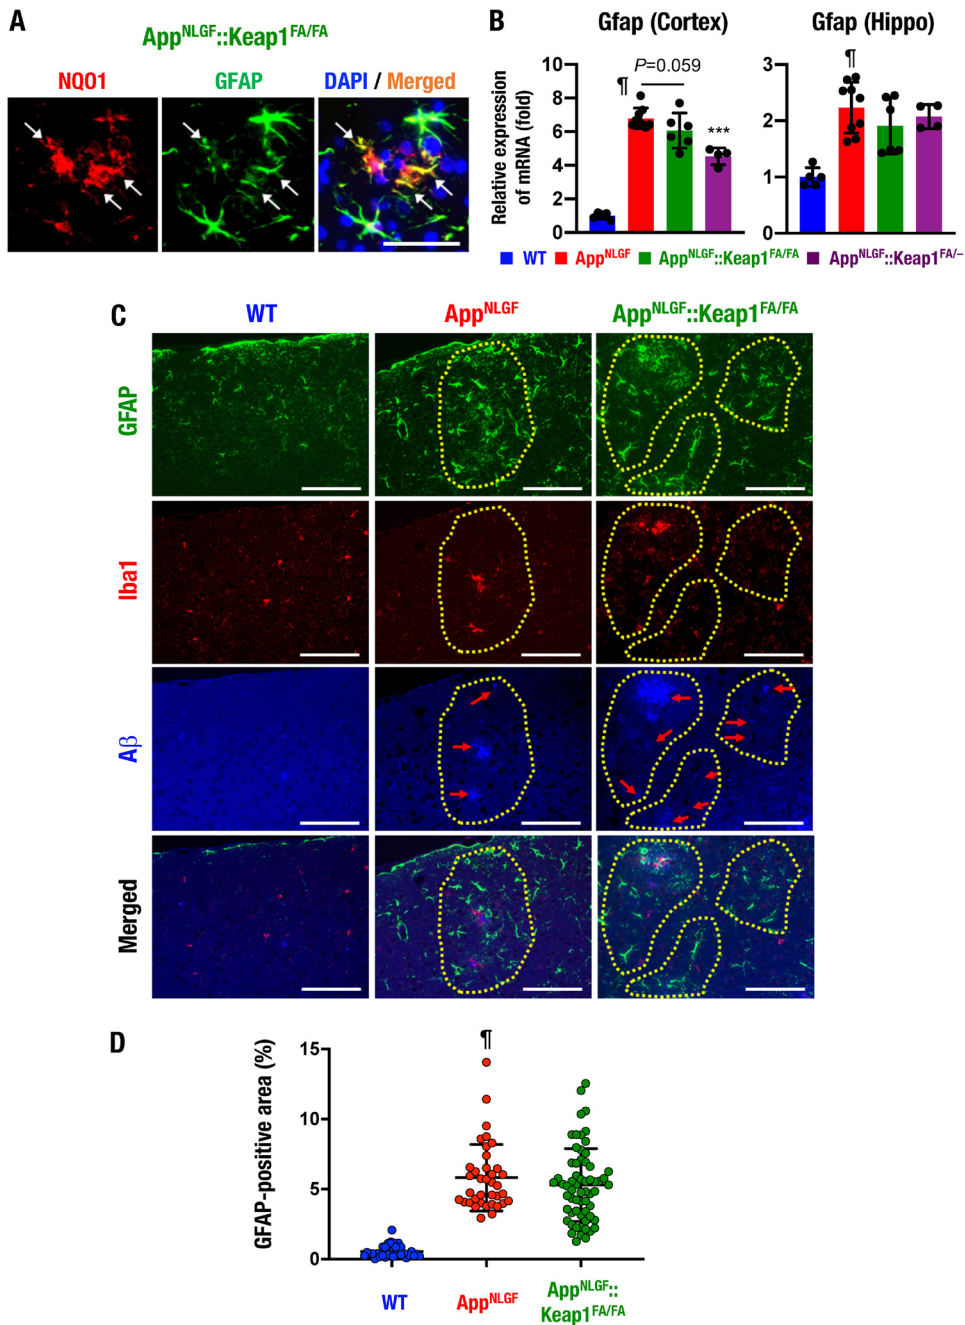 A
App^NLGF::Keap1^FA/FA
NQO1 GFAP DAPI / Merged
B
Gfap (Cortex) Gfap (Hippo)
Relative expression
of mRNA (fold)
10
8
6
4
2
0
¶ P=0.059
***
3
2
1
0
¶
WT App^NLGF App^NLGF::Keap1^FA/FA App^NLGF::Keap1^FA/–
C
WT App^NLGF App^NLGF::Keap1^FA/FA
GFAP
Iba1
Aβ
Merged
D
GFAP-positive area (%)
15
10
5
0
¶
WT App^NLGF App^NLGF::
Keap1^FA/FA